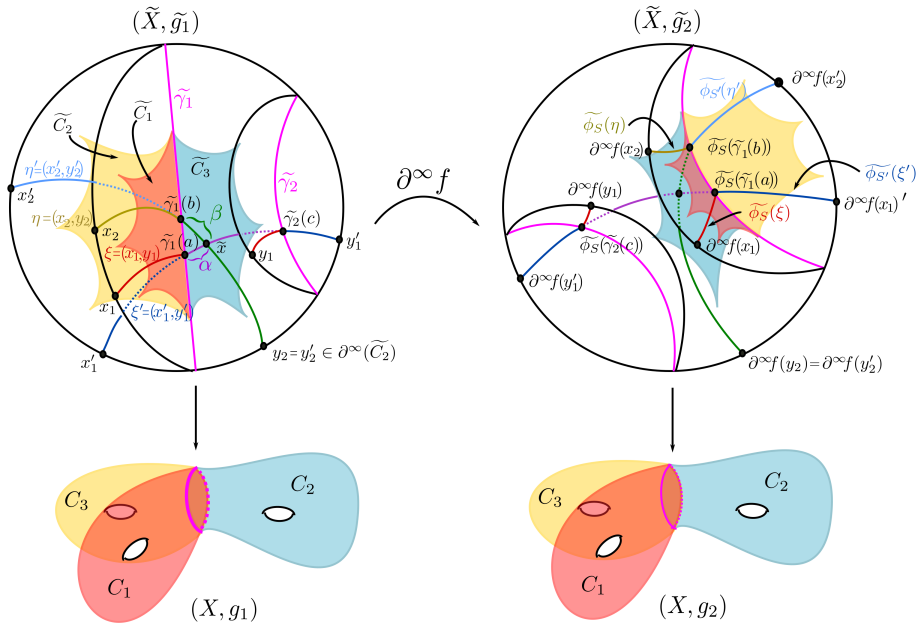 (X̃, g̃₁)
(X̃, g̃₂)
C̃₂
C̃₁
γ̃₁
C̃₃
γ̃₂
η′=(x′₂,y′₂)
x′₂
η=(x₂,y₂)
x₂
γ̃₁(b)
β
γ̃₂(c)
γ̃₁(a)
x̃
y₁
y′₁
α
ξ=(x₁,y₁)
x₁
ξ′=(x′₁,y′₁)
x′₁
y₂=y′₂ ∈ ∂^∞(C̃₂)
∂^∞ f
∂^∞f(x′₂)
ϕ̃_S′(η′)
ϕ̃_S(η)
∂^∞f(x₂)
ϕ̃_S(γ̃₁(b))
ϕ̃_S′(ξ′)
ϕ̃_S(γ̃₁(a))
∂^∞f(x₁)′
∂^∞f(y₁)
ϕ̃_S(ξ)
ϕ̃_S(γ̃₂(c))
∂^∞f(x₁)
∂^∞f(y′₁)
∂^∞f(y₂)=∂^∞f(y′₂)
C₃
C₂
C₁
(X, g₁)
C₃
C₂
C₁
(X, g₂)